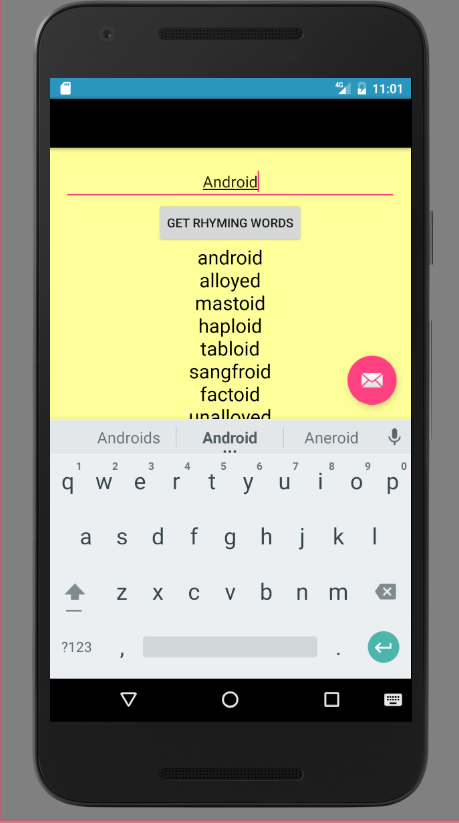 4G 11:01
Android
GET RHYMING WORDS
android
alloyed
mastoid
haploid
tabloid
sangfroid
factoid
unalloyed
Androids Android Aneroid
1 2 3 4 5 6 7 8 9 0
q w e r t y u i o p
a s d f g h j k l
z x c v b n m
?123 , .